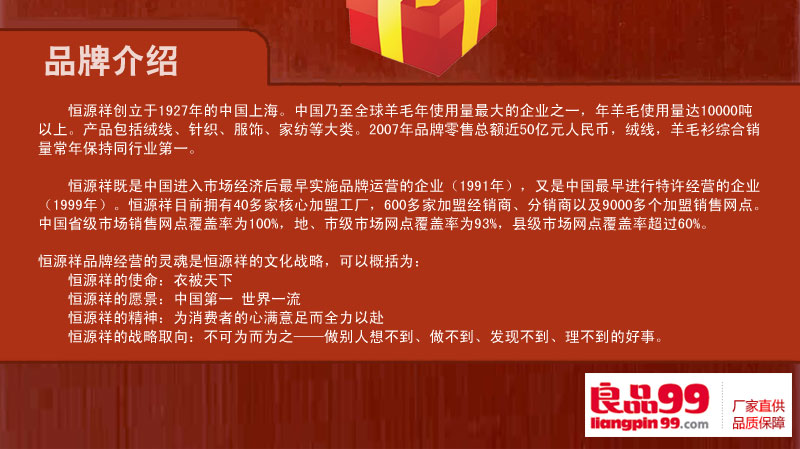 品牌介绍
恒源祥创立于1927年的中国上海。中国乃至全球羊毛年使用量最大的企业之一，年羊毛使用量达10000吨
以上。产品包括绒线、针织、服饰、家纺等大类。2007年品牌零售总额近50亿元人民币，绒线，羊毛衫综合销
量常年保持同行业第一。
恒源祥既是中国进入市场经济后最早实施品牌运营的企业（1991年），又是中国最早进行特许经营的企业
（1999年）。恒源祥目前拥有40多家核心加盟工厂，600多家加盟经销商、分销商以及9000多个加盟销售网点。
中国省级市场销售网点覆盖率为100%，地、市级市场网点覆盖率为93%，县级市场网点覆盖率超过60%。
恒源祥品牌经营的灵魂是恒源祥的文化战略，可以概括为：
恒源祥的使命：衣被天下
恒源祥的愿景：中国第一 世界一流
恒源祥的精神：为消费者的心满意足而全力以赴
恒源祥的战略取向：不可为而为之——做别人想不到、做不到、发现不到、理不到的好事。
良品99
liangpin99.com
厂家直供
品质保障